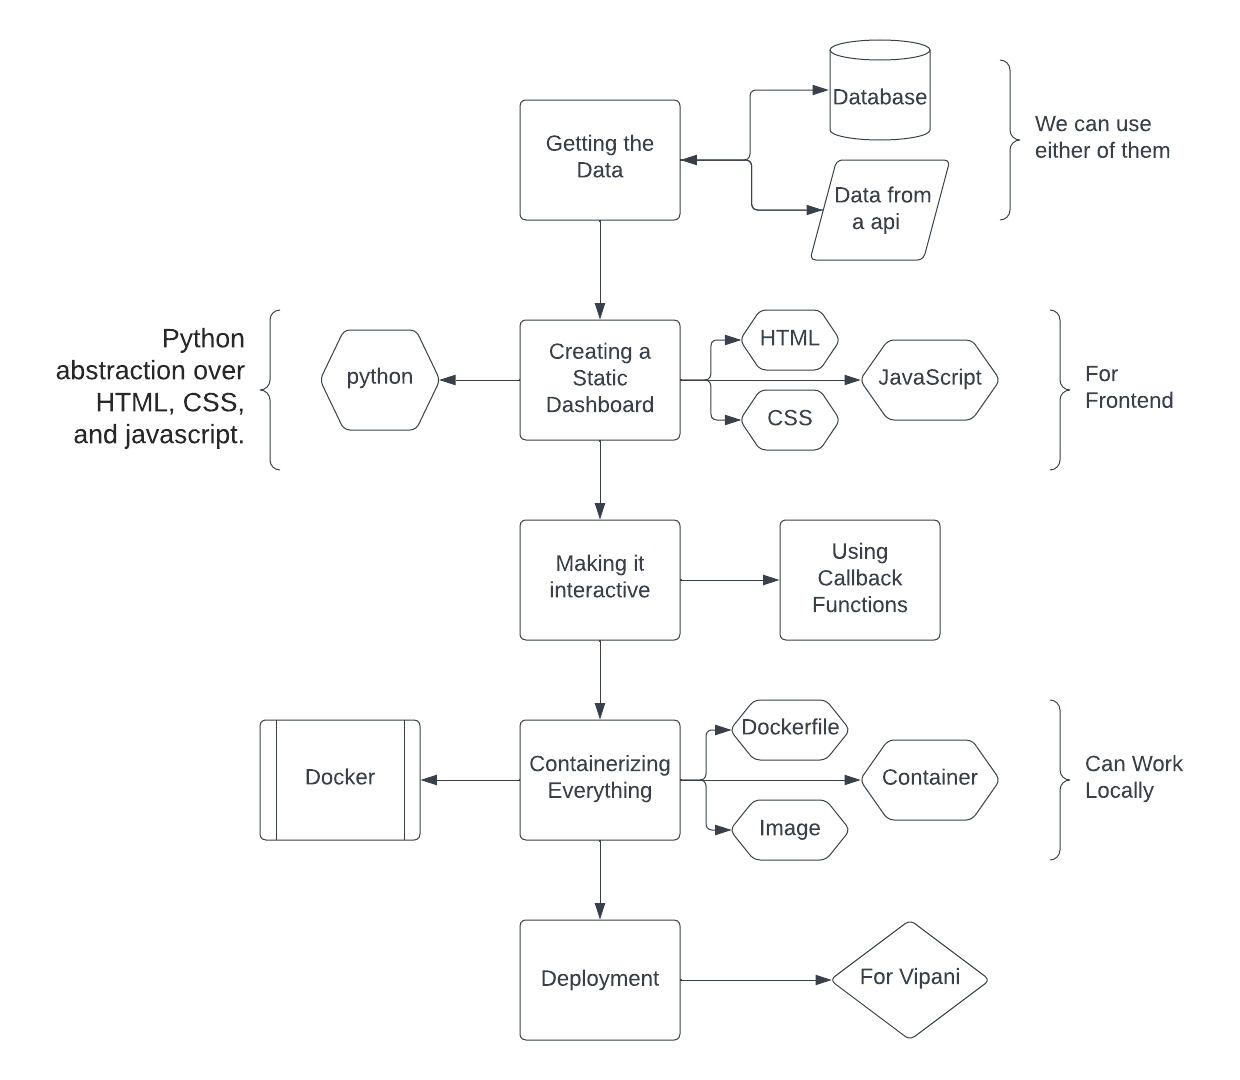 Getting the
Data
Database
Data from
a api
We can use
either of them
Python
abstraction over
HTML, CSS,
and javascript.
python
Creating a
Static
Dashboard
HTML
CSS
JavaScript
For
Frontend
Making it
interactive
Using
Callback
Functions
Docker
Containerizing
Everything
Dockerfile
Image
Container
Can Work
Locally
Deployment
For Vipani